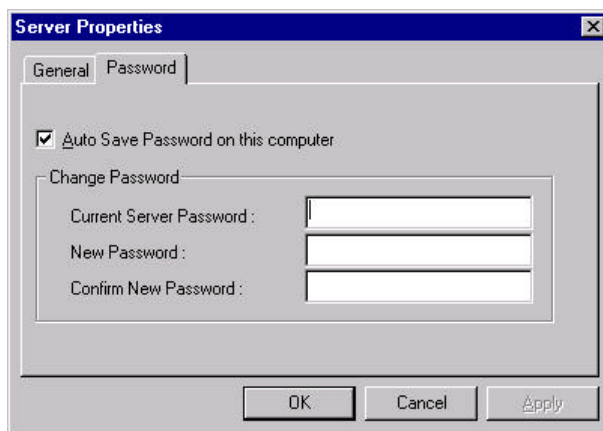 Server Properties
General Password
Auto Save Password on this computer
Change Password
Current Server Password :
New Password :
Confirm New Password :
OK Cancel Apply